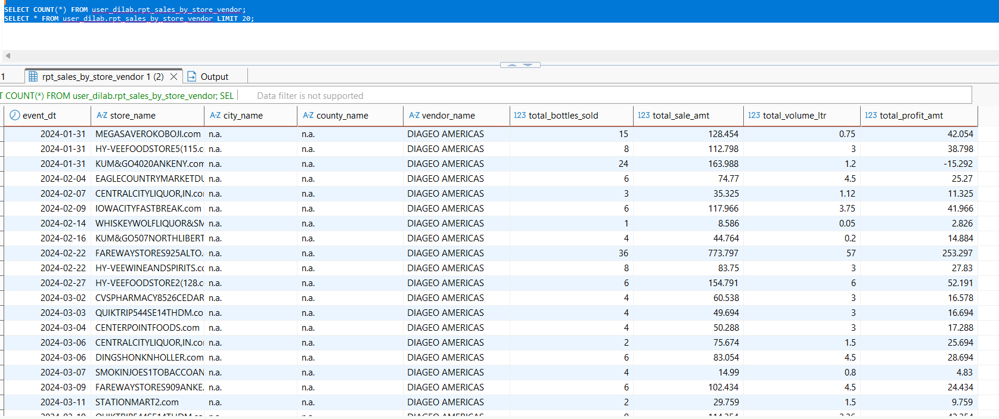 SELECT COUNT(*) FROM user_dilab.rpt_sales_by_store_vendor;
SELECT * FROM user_dilab.rpt_sales_by_store_vendor LIMIT 20;
1 rpt_sales_by_store_vendor 1 (2) Output
T COUNT(*) FROM user_dilab.rpt_sales_by_store_vendor; SEL Data filter is not supported
event_dt A-Z store_name A-Z city_name A-Z county_name A-Z vendor_name 123 total_bottles_sold 123 total_sale_amt 123 total_volume_ltr 123 total_profit_amt
2024-01-31 MEGASAVEROKOBOJI.com n.a. n.a. DIAGEO AMERICAS 15 128.454 0.75 42.054
2024-01-31 HY-VEEFOODSTORE5(115.c n.a. n.a. DIAGEO AMERICAS 8 112.798 3 38.798
2024-01-31 KUM&GO4020ANKENY.com n.a. n.a. DIAGEO AMERICAS 24 163.988 1.2 -15.292
2024-02-04 EAGLECOUNTRYMARKETDU n.a. n.a. DIAGEO AMERICAS 6 74.77 4.5 25.27
2024-02-07 CENTRALCITYLIQUOR,IN.com n.a. n.a. DIAGEO AMERICAS 3 35.325 1.12 11.325
2024-02-09 IOWACITYFASTBREAK.com n.a. n.a. DIAGEO AMERICAS 6 117.966 3.75 41.966
2024-02-14 WHISKEYWOLFLIQUOR&SM n.a. n.a. DIAGEO AMERICAS 1 8.586 0.05 2.826
2024-02-16 KUM&GO507NORTHLIBERT n.a. n.a. DIAGEO AMERICAS 4 44.764 0.2 14.884
2024-02-22 FAREWAYSTORES925ALTO. n.a. n.a. DIAGEO AMERICAS 36 773.797 57 253.297
2024-02-22 HY-VEEWINEANDSPIRITS.co n.a. n.a. DIAGEO AMERICAS 8 83.75 3 27.83
2024-02-27 HY-VEEFOODSTORE2(128.c n.a. n.a. DIAGEO AMERICAS 6 154.791 6 52.191
2024-03-02 CVSPHARMACY8526CEDAR n.a. n.a. DIAGEO AMERICAS 4 60.538 3 16.578
2024-03-03 QUIKTRIP544SE14THDM.co n.a. n.a. DIAGEO AMERICAS 4 49.694 3 16.694
2024-03-04 CENTERPOINTFOODS.com n.a. n.a. DIAGEO AMERICAS 4 50.288 3 17.288
2024-03-06 CENTRALCITYLIQUOR,IN.com n.a. n.a. DIAGEO AMERICAS 2 75.674 1.5 25.694
2024-03-06 DINGSHONKNHOLLER.com n.a. n.a. DIAGEO AMERICAS 6 83.054 4.5 28.694
2024-03-07 SMOKINJOES1TOBACCOAN n.a. n.a. DIAGEO AMERICAS 4 14.99 0.8 4.83
2024-03-09 FAREWAYSTORES909ANKE. n.a. n.a. DIAGEO AMERICAS 6 102.434 4.5 24.434
2024-03-11 STATIONMART2.com n.a. n.a. DIAGEO AMERICAS 2 29.759 1.5 9.759